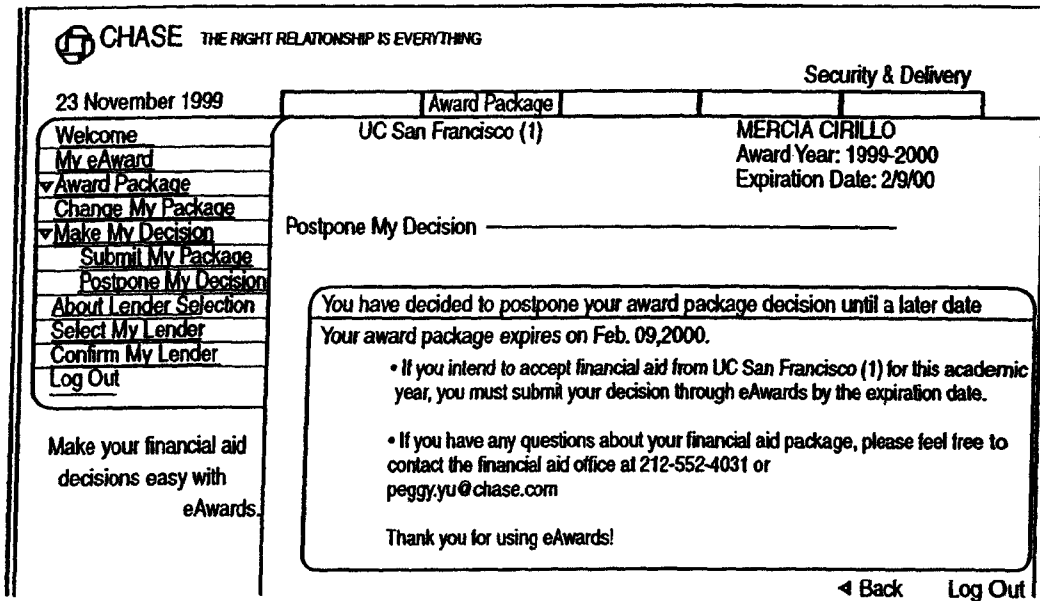 CHASE THE RIGHT RELATIONSHIP IS EVERYTHING
Security & Delivery
23 November 1999
Award Package
Welcome
My eAward
Award Package
Change My Package
Make My Decision
Submit My Package
Postpone My Decision
About Lender Selection
Select My Lender
Confirm My Lender
Log Out
Make your financial aid
decisions easy with
eAwards.
UC San Francisco (1)
MERCIA CIRILLO
Award Year: 1999-2000
Expiration Date: 2/9/00
Postpone My Decision
You have decided to postpone your award package decision until a later date
Your award package expires on Feb. 09,2000.
• If you intend to accept financial aid from UC San Francisco (1) for this academic
year, you must submit your decision through eAwards by the expiration date.
• If you have any questions about your financial aid package, please feel free to
contact the financial aid office at 212-552-4031 or
peggy.yu@chase.com
Thank you for using eAwards!
Back Log Out